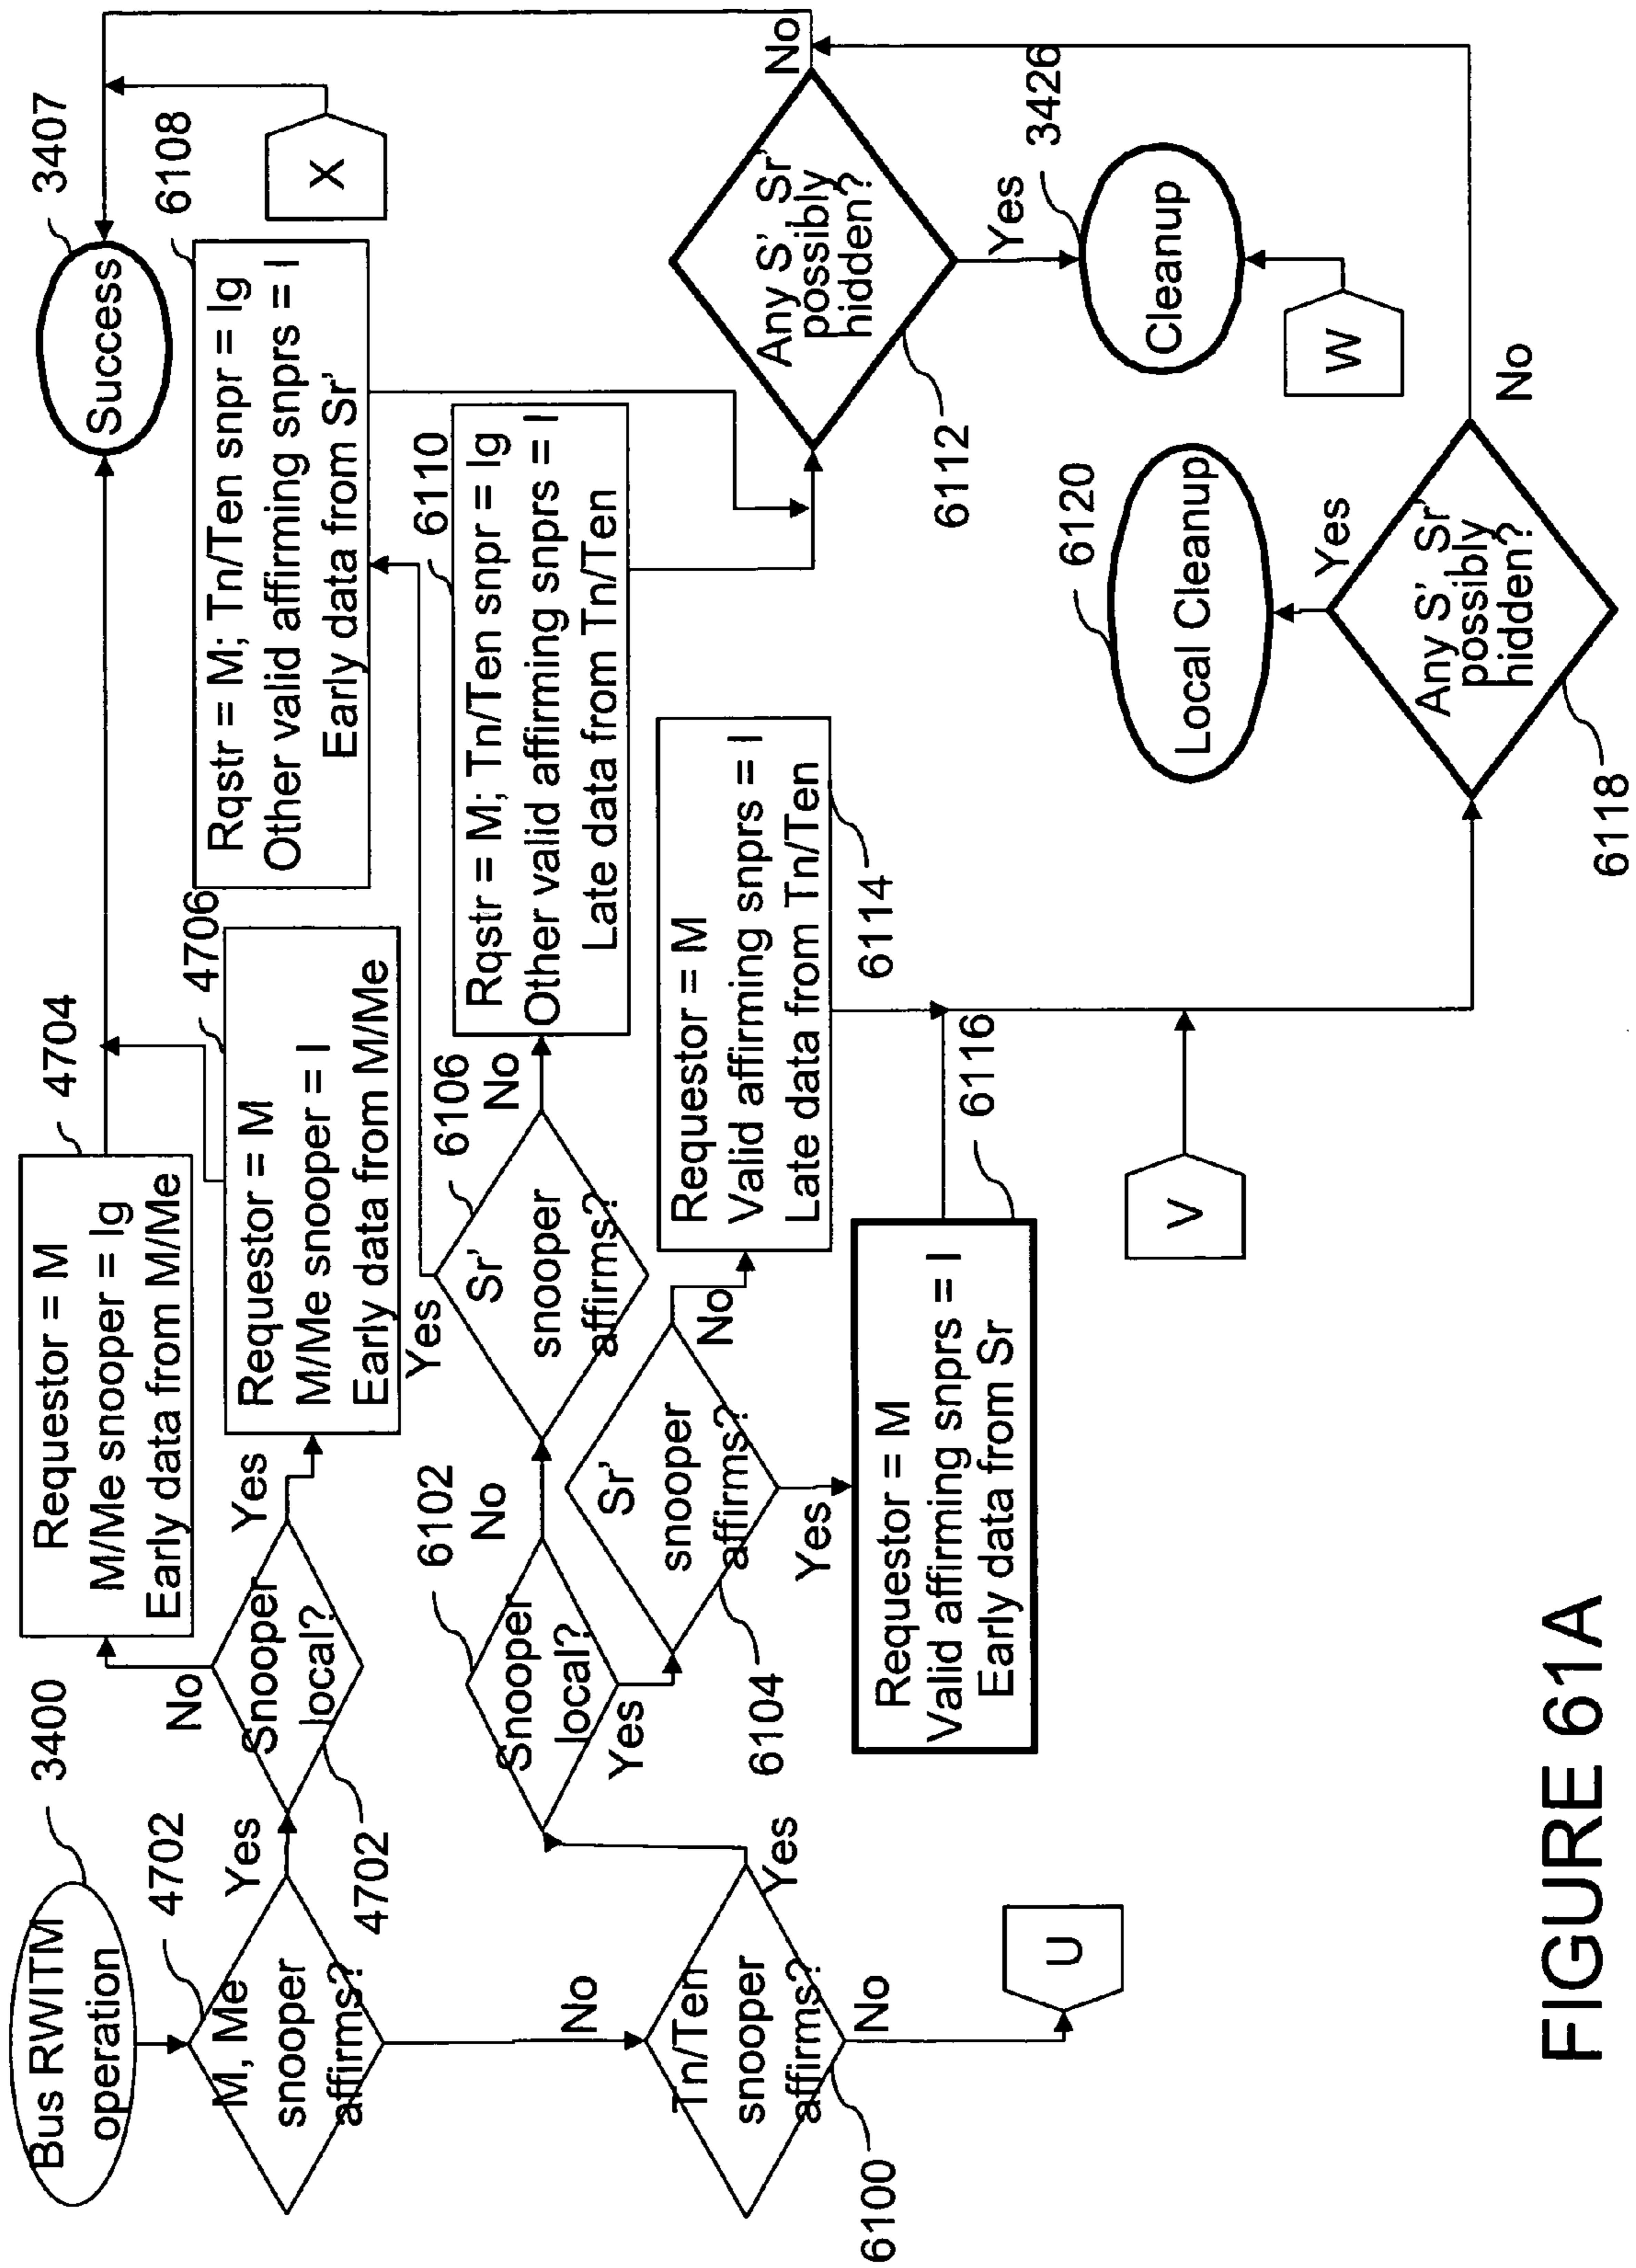 Bus RWITM
operation
3400
M, Me
snooper
affirms?
4702
Yes
No
Snooper
local?
4702
No
Yes
Requestor = M
M/Me snooper = Ig
Early data from M/Me
4704
Requestor = M
M/Me snooper = I
Early data from M/Me
4706
Success
3407
X
Tn/Ten
snooper
affirms?
6100
Yes
No
U
Snooper
local?
6102
No
Yes
Sr'
snooper
affirms?
6106
Yes
No
Rqstr = M; Tn/Ten snpr = Ig
Other valid affirming snprs = I
Early data from Sr'
6108
Rqstr = M; Tn/Ten snpr = Ig
Other valid affirming snprs = I
Late data from Tn/Ten
6110
Sr'
snooper
affirms?
6104
No
Yes
Requestor = M
Valid affirming snprs = I
Late data from Tn/Ten
6114
Requestor = M
Valid affirming snprs = I
Early data from Sr
6116
V
Any S' Sr
possibly
hidden?
6112
No
Yes
Cleanup
3426
W
Any S' Sr
possibly
hidden?
6118
Yes
No
Local Cleanup
6120
FIGURE 61A